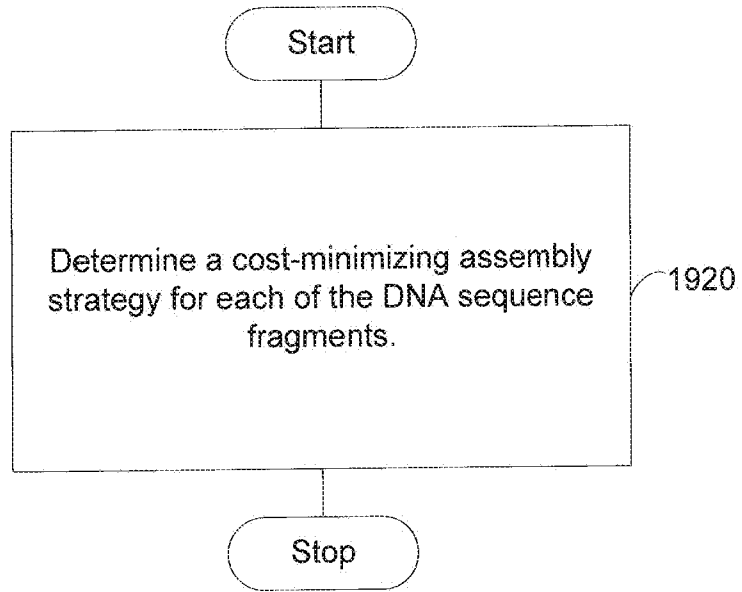 Start
Determine a cost-minimizing assembly
strategy for each of the DNA sequence
fragments.
1920
Stop